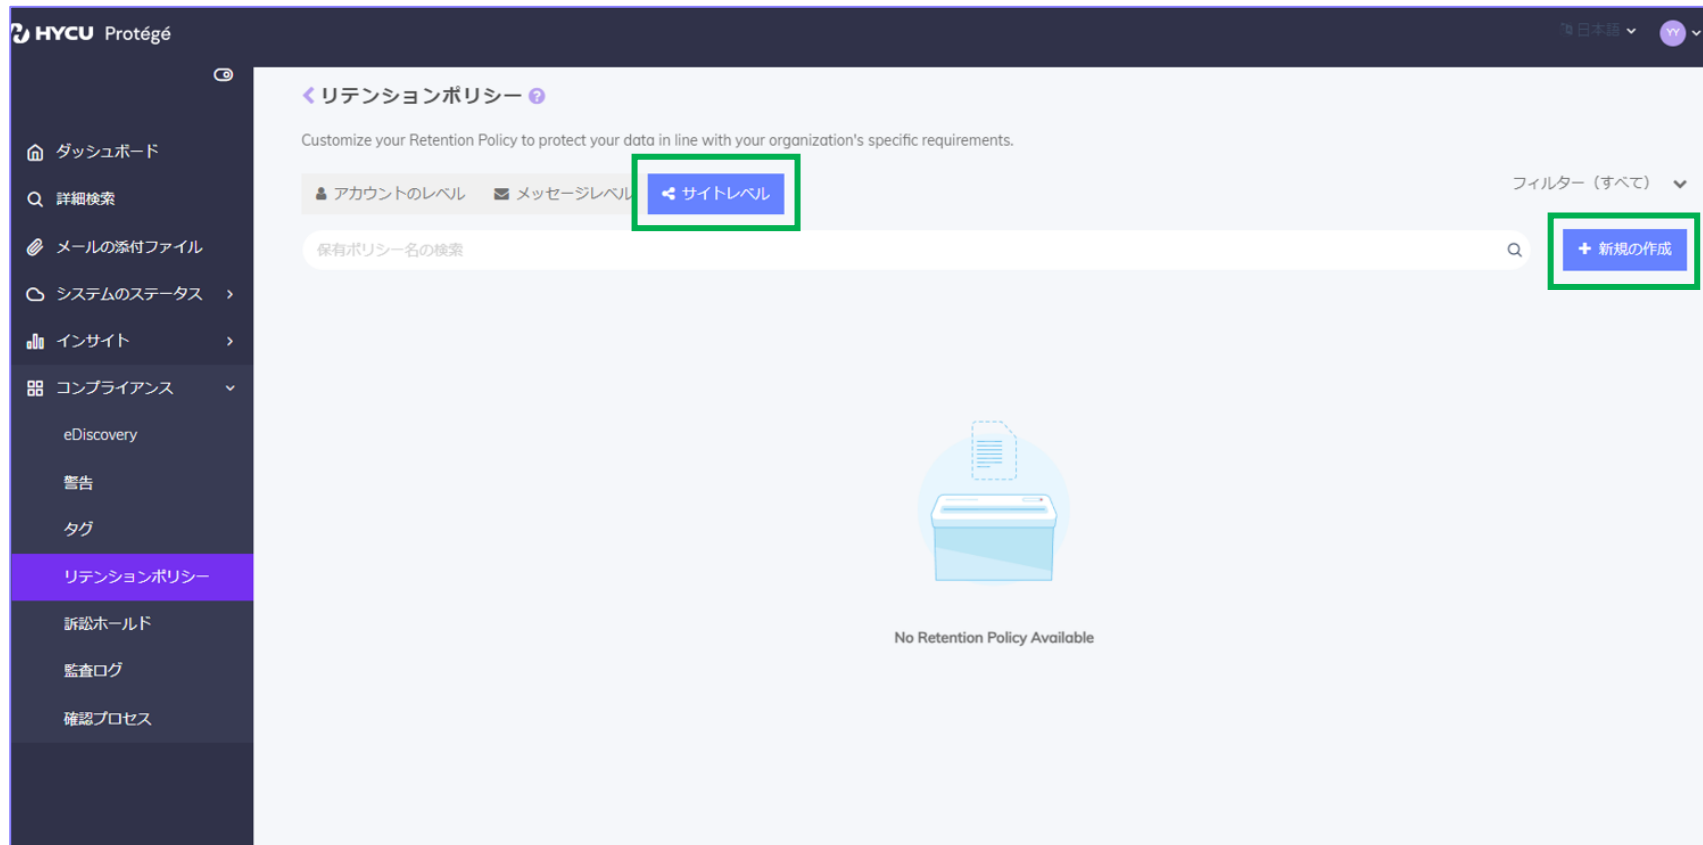 HYCU Protégé
日本語
YY
リテンションポリシー
Customize your Retention Policy to protect your data in line with your organization's specific requirements.
アカウントのレベル メッセージレベル サイトレベル
フィルター（すべて）
保有ポリシー名の検索
+ 新規の作成
ダッシュボード
詳細検索
メールの添付ファイル
システムのステータス
インサイト
コンプライアンス
eDiscovery
警告
タグ
リテンションポリシー
訴訟ホールド
監査ログ
確認プロセス
No Retention Policy Available